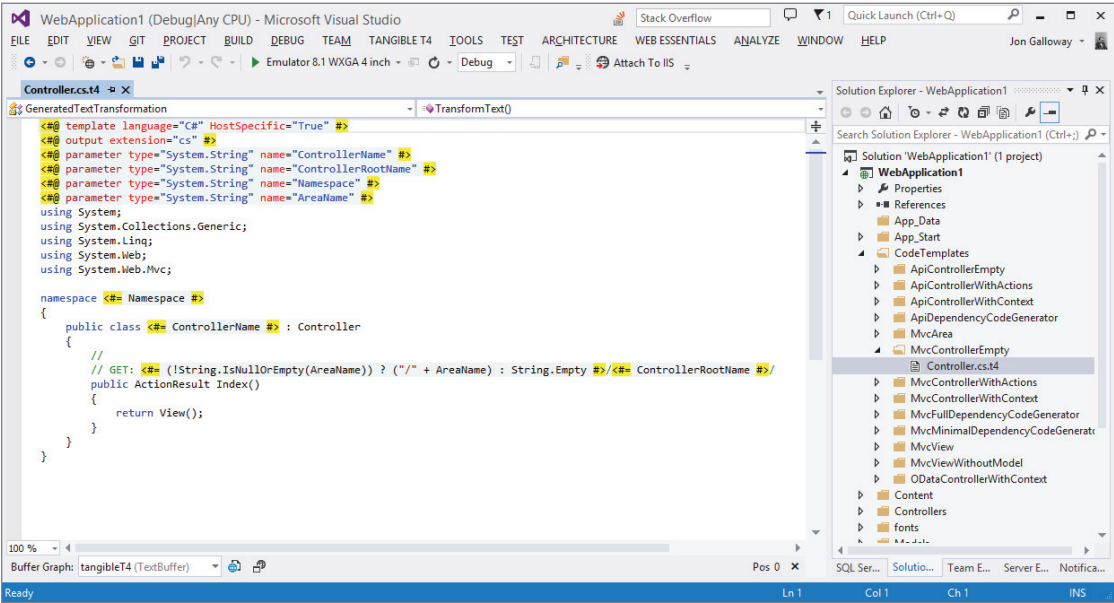 WebApplication1 (Debug|Any CPU) - Microsoft Visual Studio
Stack Overflow
1
Quick Launch (Ctrl+Q)
FILE EDIT VIEW GIT PROJECT BUILD DEBUG TEAM TANGIBLE T4 TOOLS TEST ARCHITECTURE WEB ESSENTIALS ANALYZE WINDOW HELP
Jon Galloway
Emulator 8.1 WXGA 4 inch
Debug
Attach To IIS
Controller.cs.t4
GeneratedTextTransformation
TransformText()
<#@ template language="C#" HostSpecific="True" #>
<#@ output extension="cs" #>
<#@ parameter type="System.String" name="ControllerName" #>
<#@ parameter type="System.String" name="ControllerRootName" #>
<#@ parameter type="System.String" name="Namespace" #>
<#@ parameter type="System.String" name="AreaName" #>
using System;
using System.Collections.Generic;
using System.Linq;
using System.Web;
using System.Web.Mvc;
namespace <#= Namespace #>
{
public class <#= ControllerName #> : Controller
{
//
// GET: <#= (!String.IsNullOrEmpty(AreaName)) ? ("/" + AreaName) : String.Empty #>/<#= ControllerRootName #>/
public ActionResult Index()
{
return View();
}
}
}
100 %
Buffer Graph: tangibleT4 (TextBuffer)
Pos 0
Solution Explorer - WebApplication1
Search Solution Explorer - WebApplication1 (Ctrl+;)
Solution 'WebApplication1' (1 project)
WebApplication1
Properties
References
App_Data
App_Start
CodeTemplates
ApiControllerEmpty
ApiControllerWithActions
ApiControllerWithContext
ApiDependencyCodeGenerator
MvcArea
MvcControllerEmpty
Controller.cs.t4
MvcControllerWithActions
MvcControllerWithContext
MvcFullDependencyCodeGenerator
MvcMinimalDependencyCodeGenerato
MvcView
MvcViewWithoutModel
ODataControllerWithContext
Content
Controllers
fonts
Models
SQL Ser... Solutio... Team E... Server E... Notifica...
Ready
Ln 1
Col 1
Ch 1
INS